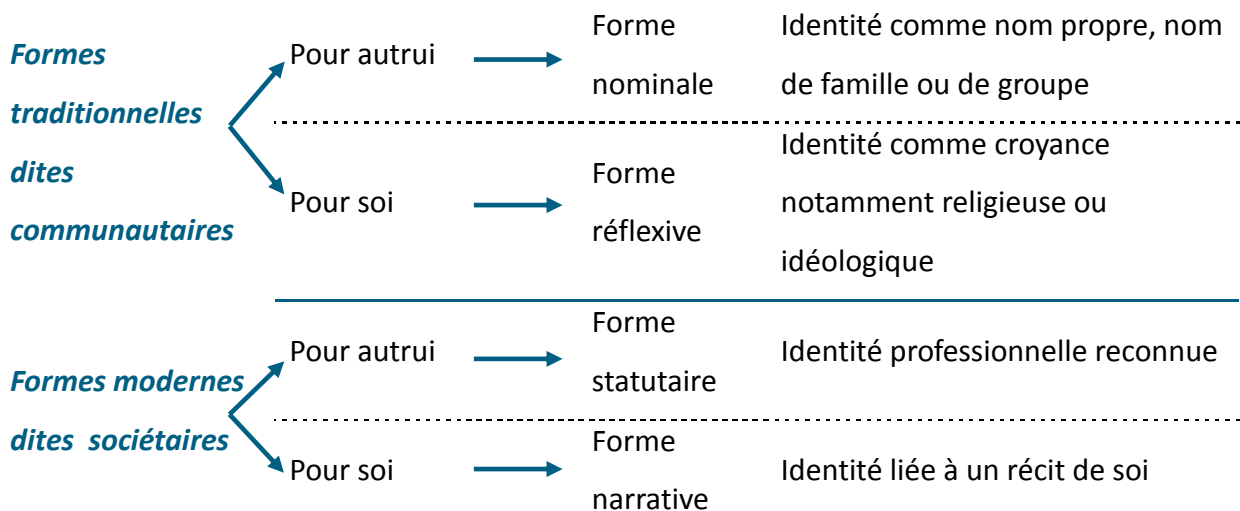 Formes
traditionnelles
dites
communautaires
Pour autrui
Forme
nominale
Identité comme nom propre, nom
de famille ou de groupe
Pour soi
Forme
réflexive
Identité comme croyance
notamment religieuse ou
idéologique
Formes modernes
dites sociétaires
Pour autrui
Forme
statutaire
Identité professionnelle reconnue
Pour soi
Forme
narrative
Identité liée à un récit de soi